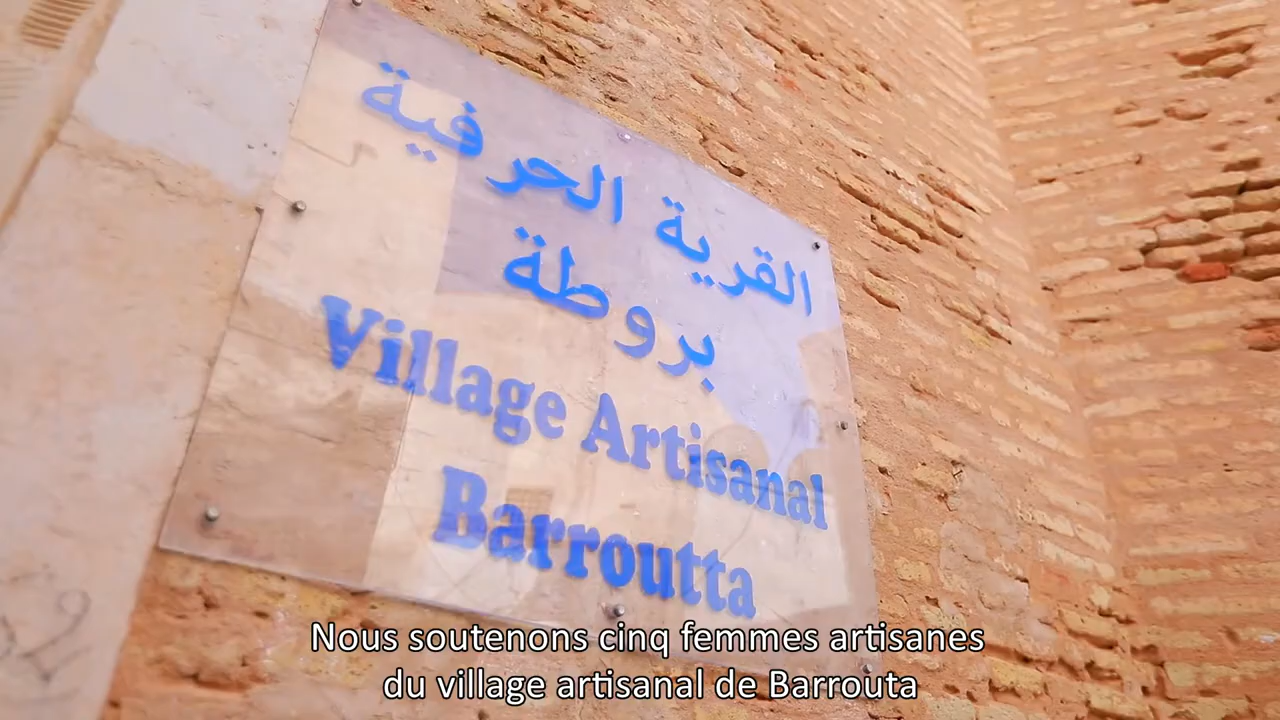 القرية الحرفية
بروطة
Village Artisanal
Barroutta
Nous soutenons cinq femmes artisanes
du village artisanal de Barrouta